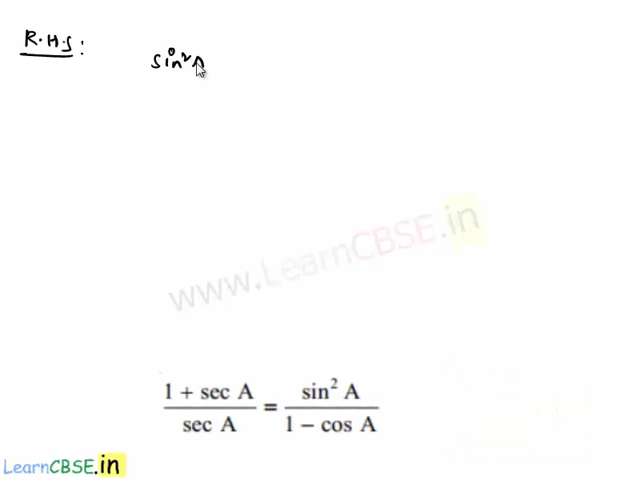 R.H.S :
sin²A
www.LearnCBSE.in
1 + sec A / sec A = sin² A / 1 − cos A
LearnCBSE.in